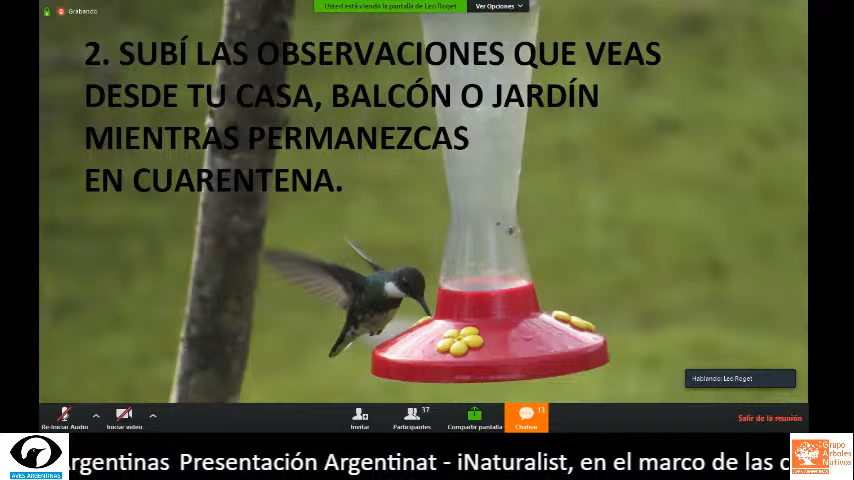 Grabando
Usted está viendo la pantalla de Leo Roget
Ver Opciones
2. SUBÍ LAS OBSERVACIONES QUE VEAS
DESDE TU CASA, BALCÓN O JARDÍN
MIENTRAS PERMANEZCAS
EN CUARENTENA.
Hablando: Leo Roget
Re-Iniciar Audio
Iniciar video
Invitar
37
Participantes
Compartir pantalla
13
Chatea
Salir de la reunión
AVES ARGENTINAS
rgentinas Presentación Argentinat - iNaturalist, en el marco de las c
Grupo
Árboles
Nativos